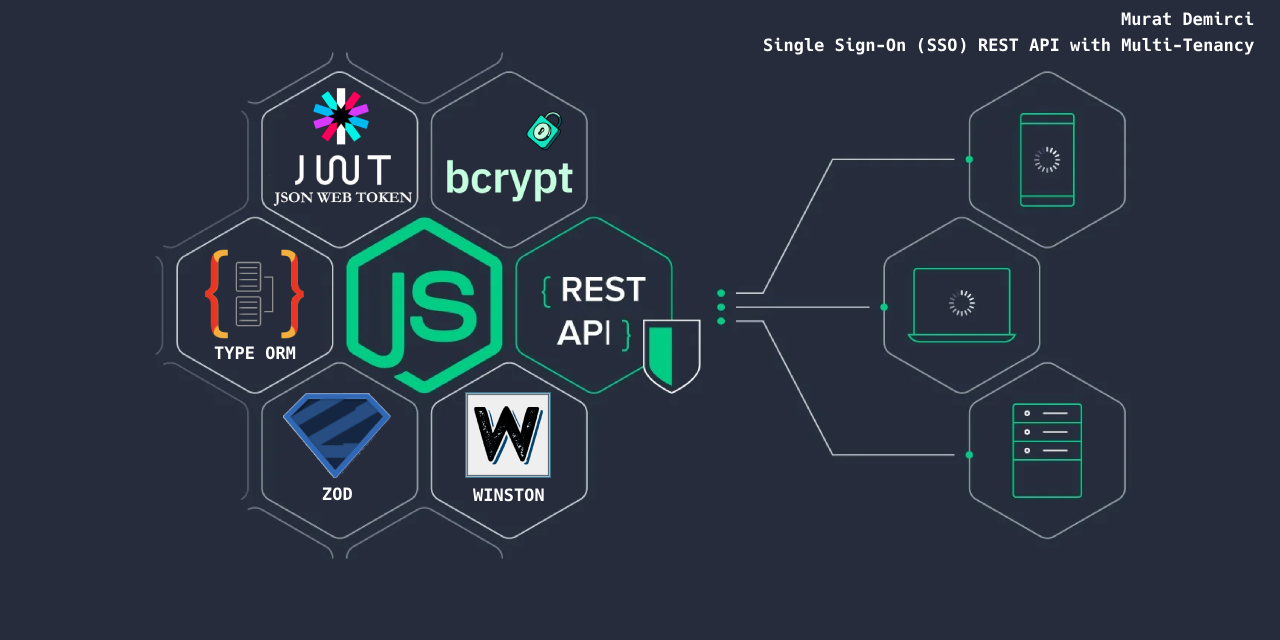 Murat Demirci
Single Sign-On (SSO) REST API with Multi-Tenancy
JWT
JSON WEB TOKEN
bcrypt
TYPE ORM
JS
{ REST
API }
ZOD
W
WINSTON